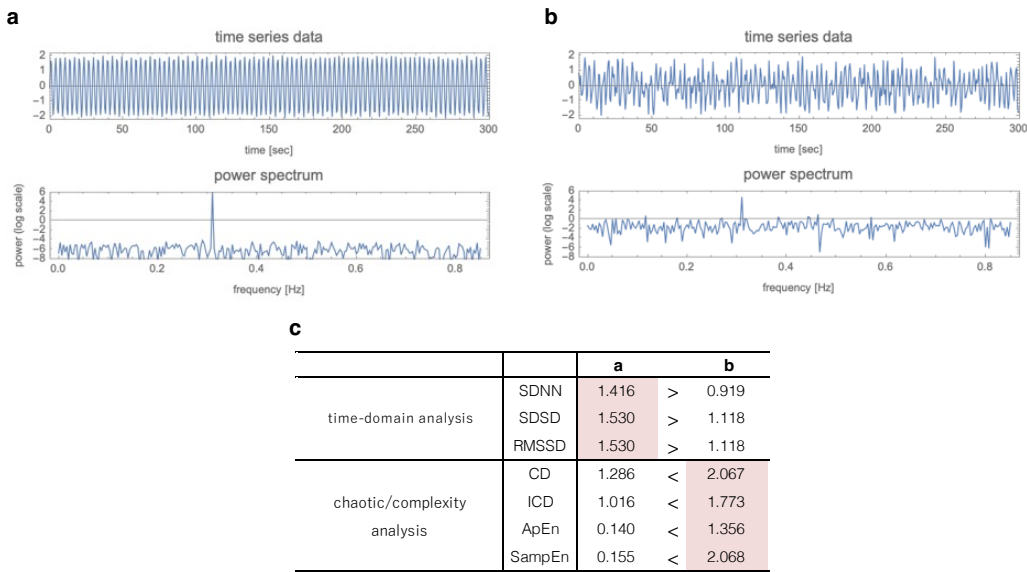 a
time series data
2
1
0
−1
−2
0 50 100 150 200 250 300
time [sec]
power spectrum
power (log scale)
6
4
2
0
−2
−4
−6
−8
0.0 0.2 0.4 0.6 0.8
frequency [Hz]
b
time series data
2
1
0
−1
−2
0 50 100 150 200 250 300
time [sec]
power spectrum
power (log scale)
6
4
2
0
−2
−4
−6
−8
0.0 0.2 0.4 0.6 0.8
frequency [Hz]
c
a b
time-domain analysis
SDNN 1.416 > 0.919
SDSD 1.530 > 1.118
RMSSD 1.530 > 1.118
chaotic/complexity
analysis
CD 1.286 < 2.067
ICD 1.016 < 1.773
ApEn 0.140 < 1.356
SampEn 0.155 < 2.068